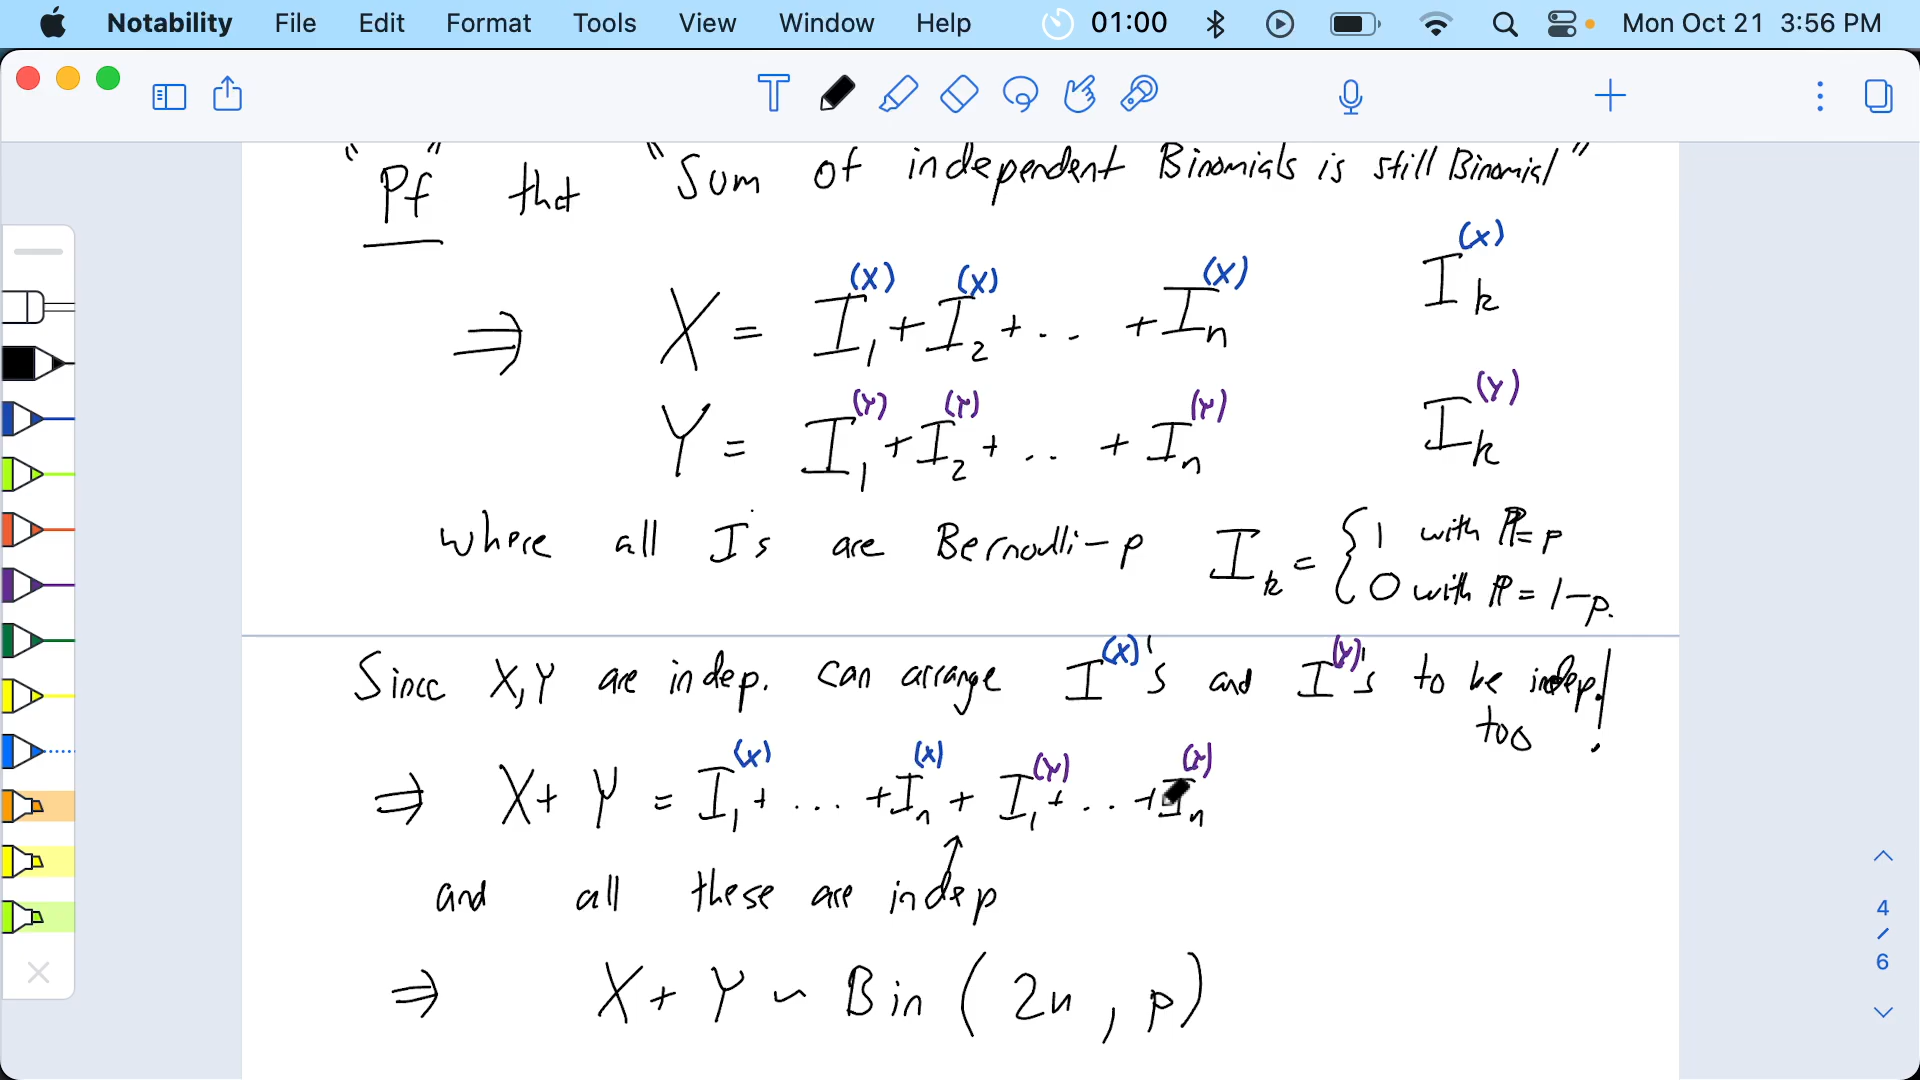 Notability File Edit Format Tools View Window Help 01:00 Mon Oct 21 3:56 PM
"Pf" that "Sum of independent Binomials is still Binomial"
⇒ X = I₁⁽ˣ⁾ + I₂⁽ˣ⁾ + .. + Iₙ⁽ˣ⁾ Iₖ⁽ˣ⁾
Y = I₁⁽ʸ⁾ + I₂⁽ʸ⁾ + .. + Iₙ⁽ʸ⁾ Iₖ⁽ʸ⁾
where all I's are Bernoulli-p Iₖ = { 1 with ℙ = p
0 with ℙ = 1-p.
Since X,Y are indep. can arrange I⁽ˣ⁾'s and I⁽ʸ⁾'s to be indep. !
too
⇒ X + Y = I₁⁽ˣ⁾ + ... + Iₙ⁽ˣ⁾ + I₁⁽ʸ⁾ + .. + Iₙ⁽ʸ⁾
and all these are indep
⇒ X + Y ~ Bin (2n, p)
4
/
6